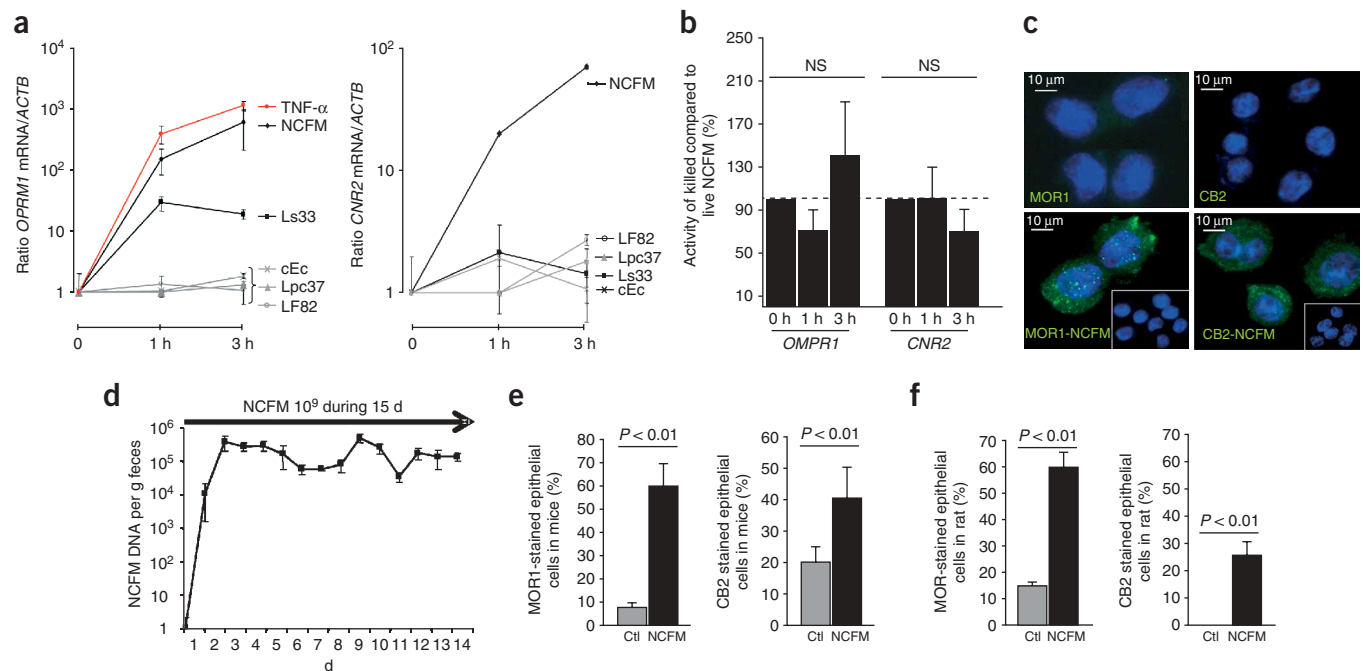 a
Ratio OPRM1 mRNA/ACTB
10⁴
10³
10²
10
1
0
1 h
3 h
TNF-α
NCFM
Ls33
cEc
Lpc37
LF82
Ratio CNR2 mRNA/ACTB
10²
10
1
0
1 h
3 h
NCFM
LF82
Lpc37
Ls33
cEc
b
Activity of killed compared to
live NCFM (%)
250
210
170
130
90
50
10
NS
NS
0 h 1 h 3 h
0 h 1 h 3 h
OMPR1
CNR2
c
10 μm
MOR1
10 μm
CB2
10 μm
MOR1-NCFM
10 μm
CB2-NCFM
d
NCFM 10⁹ during 15 d
NCFM DNA per g feces
10⁶
10⁵
10⁴
10³
10²
10
1
1 2 3 4 5 6 7 8 9 10 11 12 13 14
d
e
MOR1-stained epithelial
cells in mice (%)
80
70
60
50
40
30
20
10
0
P < 0.01
Ctl NCFM
CB2 stained epithelial
cells in mice (%)
60
50
40
30
20
10
0
P < 0.01
Ctl NCFM
f
MOR-stained epithelial
cells in rat (%)
70
60
50
40
30
20
10
0
P < 0.01
Ctl NCFM
CB2 stained epithelial
cells in rat (%)
70
60
50
40
30
20
10
0
P < 0.01
Ctl NCFM